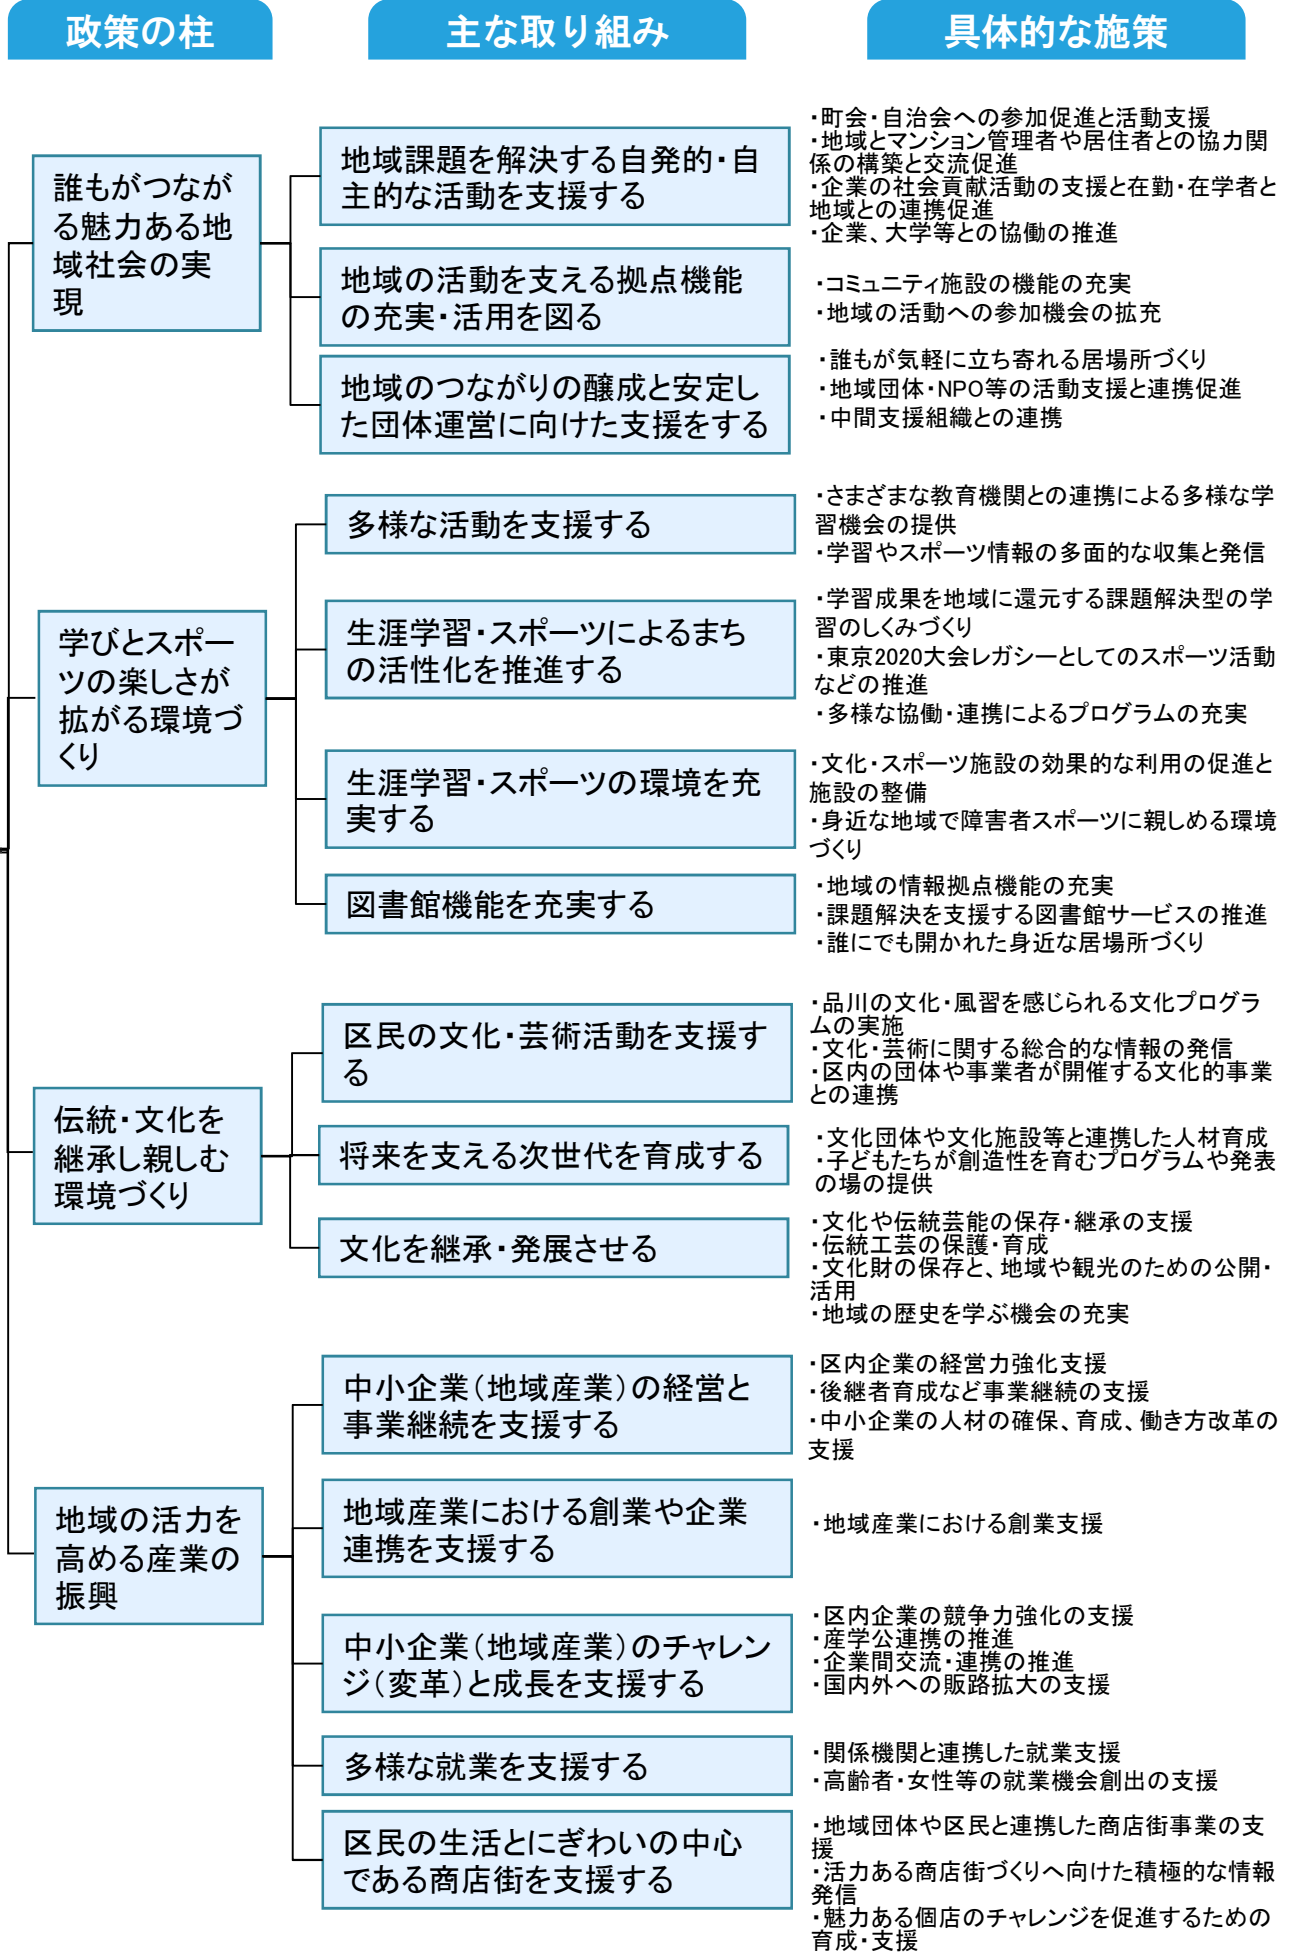 政策の柱
主な取り組み
具体的な施策
誰もがつなが
る魅力ある地
域社会の実
現
地域課題を解決する自発的・自
主的な活動を支援する
・町会・自治会への参加促進と活動支援
・地域とマンション管理者や居住者との協力関
係の構築と交流促進
・企業の社会貢献活動の支援と在勤・在学者と
地域との連携促進
・企業、大学等との協働の推進
地域の活動を支える拠点機能
の充実・活用を図る
・コミュニティ施設の機能の充実
・地域の活動への参加機会の拡充
地域のつながりの醸成と安定し
た団体運営に向けた支援をする
・誰もが気軽に立ち寄れる居場所づくり
・地域団体・NPO等の活動支援と連携促進
・中間支援組織との連携
学びとスポー
ツの楽しさが
拡がる環境づ
くり
多様な活動を支援する
・さまざまな教育機関との連携による多様な学
習機会の提供
・学習やスポーツ情報の多面的な収集と発信
生涯学習・スポーツによるまち
の活性化を推進する
・学習成果を地域に還元する課題解決型の学
習のしくみづくり
・東京2020大会レガシーとしてのスポーツ活動
などの推進
・多様な協働・連携によるプログラムの充実
生涯学習・スポーツの環境を充
実する
・文化・スポーツ施設の効果的な利用の促進と
施設の整備
・身近な地域で障害者スポーツに親しめる環境
づくり
図書館機能を充実する
・地域の情報拠点機能の充実
・課題解決を支援する図書館サービスの推進
・誰にでも開かれた身近な居場所づくり
伝統・文化を
継承し親しむ
環境づくり
区民の文化・芸術活動を支援す
る
・品川の文化・風習を感じられる文化プログラ
ムの実施
・文化・芸術に関する総合的な情報の発信
・区内の団体や事業者が開催する文化的事業
との連携
将来を支える次世代を育成する
・文化団体や文化施設等と連携した人材育成
・子どもたちが創造性を育むプログラムや発表
の場の提供
文化を継承・発展させる
・文化や伝統芸能の保存・継承の支援
・伝統工芸の保護・育成
・文化財の保存と、地域や観光のための公開・
活用
・地域の歴史を学ぶ機会の充実
地域の活力を
高める産業の
振興
中小企業（地域産業）の経営と
事業継続を支援する
・区内企業の経営力強化支援
・後継者育成など事業継続の支援
・中小企業の人材の確保、育成、働き方改革の
支援
地域産業における創業や企業
連携を支援する
・地域産業における創業支援
中小企業（地域産業）のチャレン
ジ（変革）と成長を支援する
・区内企業の競争力強化の支援
・産学公連携の推進
・企業間交流・連携の推進
・国内外への販路拡大の支援
多様な就業を支援する
・関係機関と連携した就業支援
・高齢者・女性等の就業機会創出の支援
区民の生活とにぎわいの中心
である商店街を支援する
・地域団体や区民と連携した商店街事業の支
援
・活力ある商店街づくりへ向けた積極的な情報
発信
・魅力ある個店のチャレンジを促進するための
育成・支援